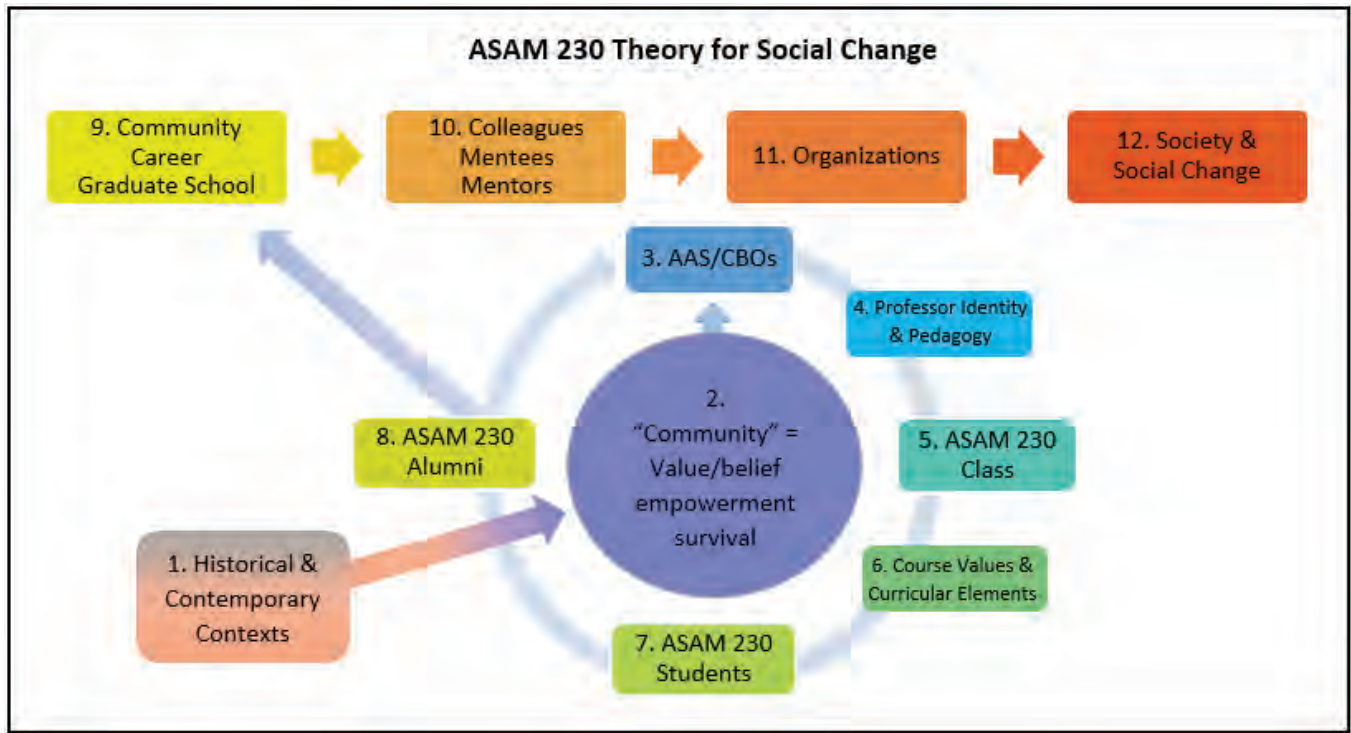 ASAM 230 Theory for Social Change
9. Community
Career
Graduate School
10. Colleagues
Mentees
Mentors
11. Organizations
12. Society &
Social Change
3. AAS/CBOs
4. Professor Identity
& Pedagogy
2.
“Community” =
Value/belief
empowerment
survival
5. ASAM 230
Class
8. ASAM 230
Alumni
1. Historical &
Contemporary
Contexts
6. Course Values &
Curricular Elements
7. ASAM 230
Students